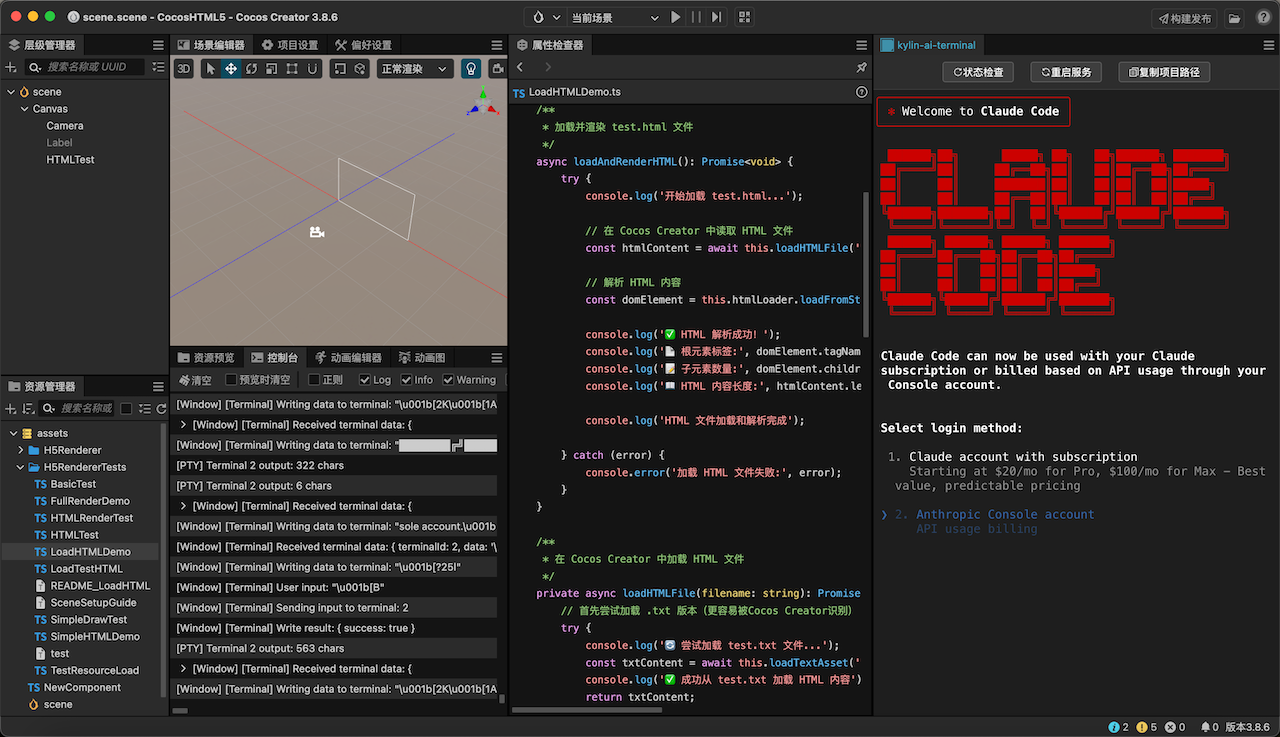 scene.scene - CocosHTML5 - Cocos Creator 3.8.6
当前场景
构建发布
层级管理器
搜索名称或 UUID
scene
Canvas
Camera
Label
HTMLTest
场景编辑器
项目设置
偏好设置
3D
正常渲染
资源预览
控制台
动画编辑器
动画图
清空
预览时清空
正则
Log
Info
Warning
[Window] [Terminal] Writing data to terminal: "\u001b[2K\u001b[1A
[Window] [Terminal] Received terminal data: {
[Window] [Terminal] Writing data to terminal: "██████╔╝████
[PTY] Terminal 2 output: 322 chars
[PTY] Terminal 2 output: 6 chars
[Window] [Terminal] Received terminal data: {
[Window] [Terminal] Writing data to terminal: "sole account.\u001b
[Window] [Terminal] Received terminal data: { terminalId: 2, data: '\
[Window] [Terminal] Writing data to terminal: "\u001b[?25l"
[Window] [Terminal] User input: "\u001b[B"
[Window] [Terminal] Sending input to terminal: 2
[Window] [Terminal] Write result: { success: true }
[PTY] Terminal 2 output: 563 chars
[Window] [Terminal] Received terminal data: {
[Window] [Terminal] Writing data to terminal: "\u001b[2K\u001b[1A
资源管理器
搜索名称或
assets
H5Renderer
H5RendererTests
TS BasicTest
TS FullRenderDemo
TS HTMLRenderTest
TS HTMLTest
TS LoadHTMLDemo
TS LoadTestHTML
README_LoadHTML
SceneSetupGuide
TS SimpleDrawTest
TS SimpleHTMLDemo
test
TS TestResourceLoad
TS NewComponent
scene
属性检查器
TS LoadHTMLDemo.ts
/**
* 加载并渲染 test.html 文件
*/
async loadAndRenderHTML(): Promise<void> {
try {
console.log('开始加载 test.html...');
// 在 Cocos Creator 中读取 HTML 文件
const htmlContent = await this.loadHTMLFile('
// 解析 HTML 内容
const domElement = this.htmlLoader.loadFromSt
console.log('✅ HTML 解析成功! ');
console.log('📄 根元素标签:', domElement.tagNam
console.log('📝 子元素数量:', domElement.childr
console.log('📖 HTML 内容长度:', htmlContent.le
console.log('HTML 文件加载和解析完成');
} catch (error) {
console.error('加载 HTML 文件失败:', error);
}
}
/**
* 在 Cocos Creator 中加载 HTML 文件
*/
private async loadHTMLFile(filename: string): Promise
// 首先尝试加载 .txt 版本（更容易被Cocos Creator识别）
try {
console.log('🔄 尝试加载 test.txt 文件...');
const txtContent = await this.loadTextAsset('
console.log('✅ 成功从 test.txt 加载 HTML 内容')
return txtContent;
kylin-ai-terminal
状态检查
重启服务
复制项目路径
* Welcome to Claude Code
CLAUDE
CODE
Claude Code can now be used with your Claude
subscription or billed based on API usage through your
Console account.
Select login method:
1. Claude account with subscription
Starting at $20/mo for Pro, $100/mo for Max – Best
value, predictable pricing
❯ 2. Anthropic Console account
API usage billing
2
5
0
0
版本3.8.6